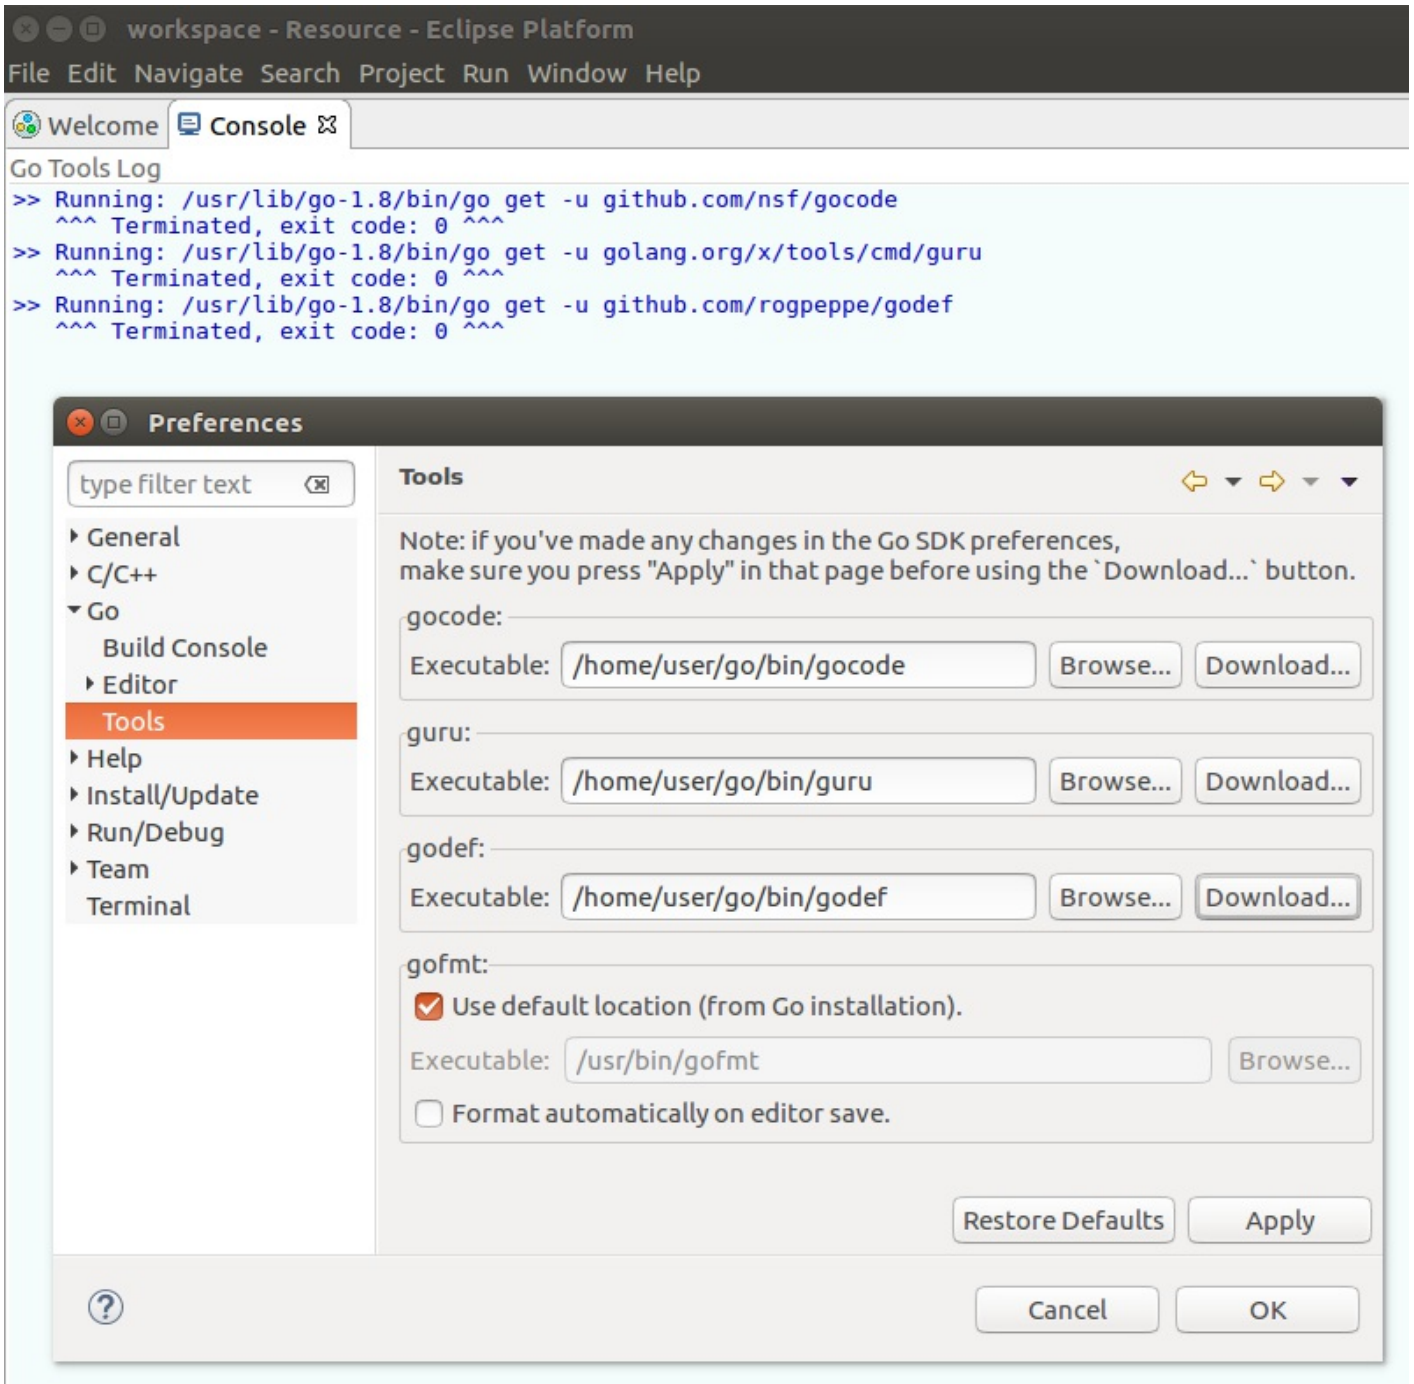 workspace - Resource - Eclipse Platform
File Edit Navigate Search Project Run Window Help
Welcome Console
Go Tools Log
>> Running: /usr/lib/go-1.8/bin/go get -u github.com/nsf/gocode
^^^ Terminated, exit code: 0 ^^^
>> Running: /usr/lib/go-1.8/bin/go get -u golang.org/x/tools/cmd/guru
^^^ Terminated, exit code: 0 ^^^
>> Running: /usr/lib/go-1.8/bin/go get -u github.com/rogpeppe/godef
^^^ Terminated, exit code: 0 ^^^
Preferences
type filter text
General
C/C++
Go
Build Console
Editor
Tools
Help
Install/Update
Run/Debug
Team
Terminal
Tools
Note: if you've made any changes in the Go SDK preferences,
make sure you press "Apply" in that page before using the `Download...` button.
gocode:
Executable: /home/user/go/bin/gocode Browse... Download...
guru:
Executable: /home/user/go/bin/guru Browse... Download...
godef:
Executable: /home/user/go/bin/godef Browse... Download...
gofmt:
Use default location (from Go installation).
Executable: /usr/bin/gofmt Browse...
Format automatically on editor save.
Restore Defaults Apply
? Cancel OK